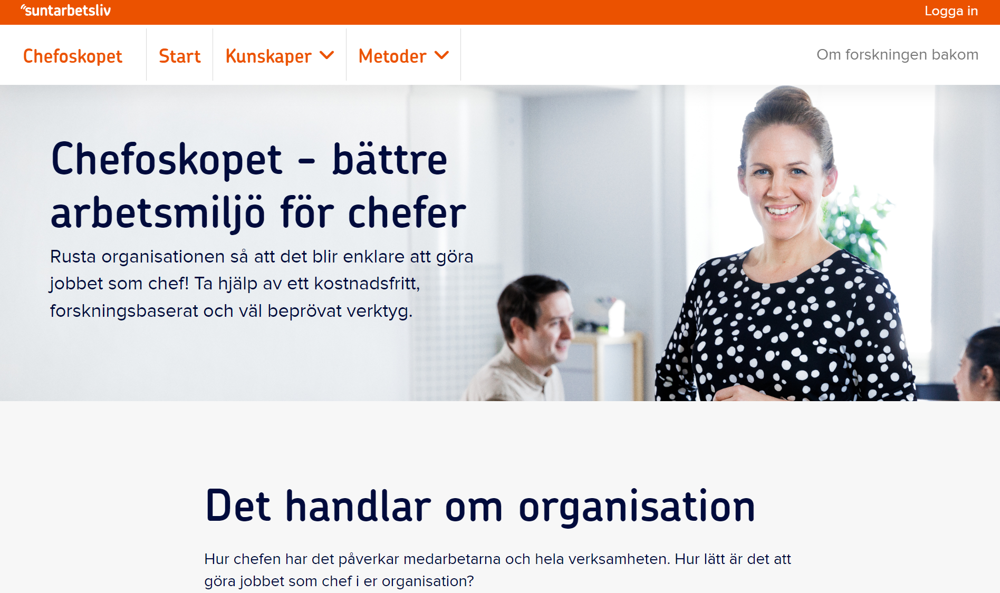 suntarbetsliv
Logga in
Chefoskopet
Start
Kunskaper
Metoder
Om forskningen bakom
Chefoskopet - bättre
arbetsmiljö för chefer
Rusta organisationen så att det blir enklare att göra
jobbet som chef! Ta hjälp av ett kostnadsfritt,
forskningsbaserat och väl beprövat verktyg.
Det handlar om organisation
Hur chefen har det påverkar medarbetarna och hela verksamheten. Hur lätt är det att
göra jobbet som chef i er organisation?